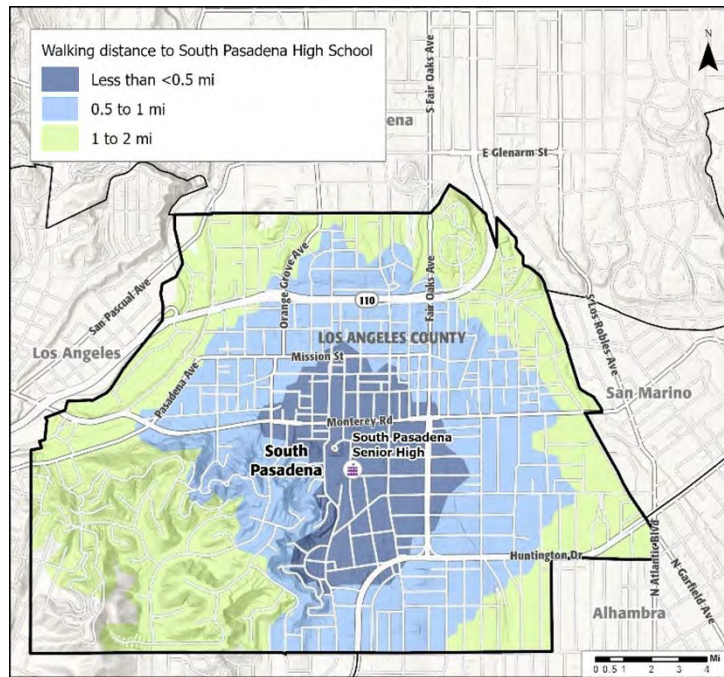 Walking distance to South Pasadena High School
Less than <0.5 mi
0.5 to 1 mi
1 to 2 mi
N
S Fair Oaks Ave
ena
E Glenarm St
Orange Grove Ave
Fair Oaks Ave
San Pascual Ave
110
S Los Robles Ave
LOS ANGELES COUNTY
Los Angeles
Mission St
Pasadena Ave
San Marino
Monterey Rd
South Pasadena
Senior High
South
Pasadena
Huntington Dr
N Atlantic Blvd
N Garfield Ave
Alhambra
Mi
0 0.5 1 2 3 4